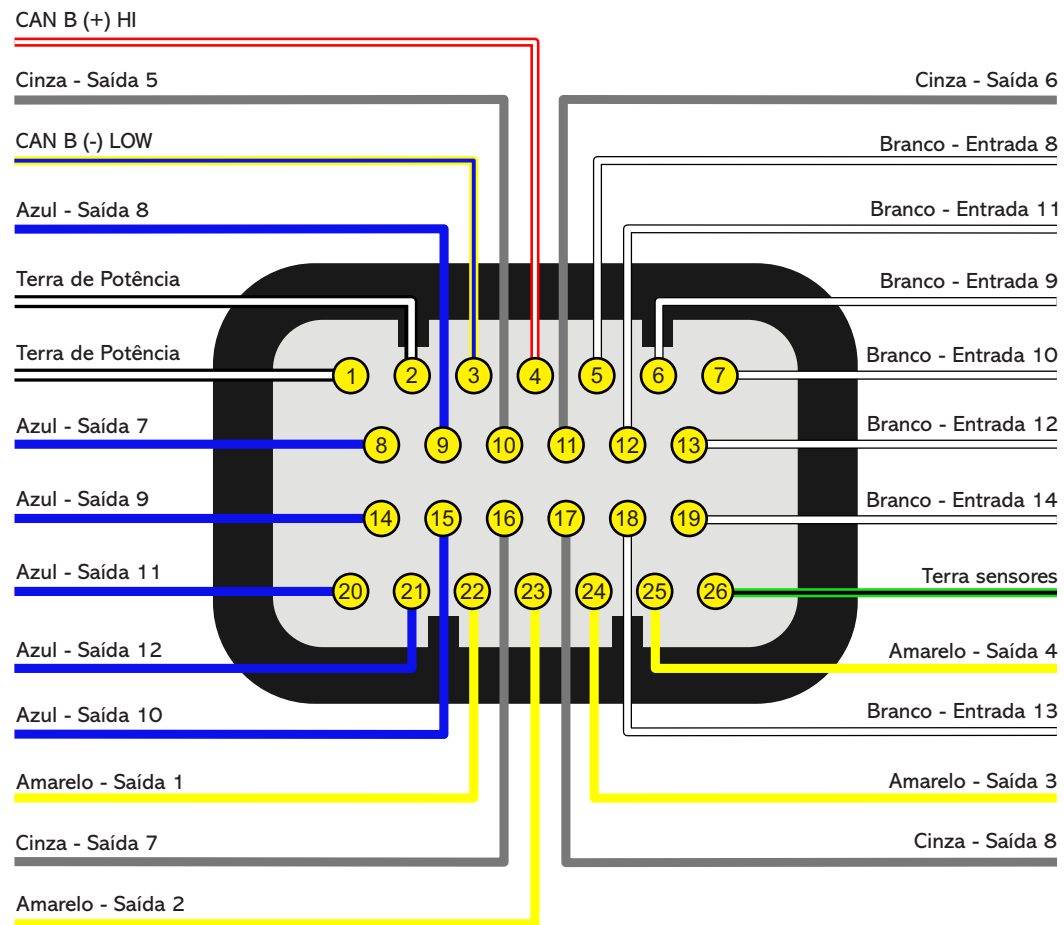 CAN B (+) HI
Cinza - Saída 5
Cinza - Saída 6
CAN B (-) LOW
Branco - Entrada 8
Azul - Saída 8
Branco - Entrada 11
Terra de Potência
Branco - Entrada 9
Terra de Potência
Branco - Entrada 10
1 2 3 4 5 6 7
Azul - Saída 7
Branco - Entrada 12
8 9 10 11 12 13
Azul - Saída 9
Branco - Entrada 14
14 15 16 17 18 19
Azul - Saída 11
Terra sensores
20 21 22 23 24 25 26
Azul - Saída 12
Amarelo - Saída 4
Azul - Saída 10
Branco - Entrada 13
Amarelo - Saída 1
Amarelo - Saída 3
Cinza - Saída 7
Cinza - Saída 8
Amarelo - Saída 2